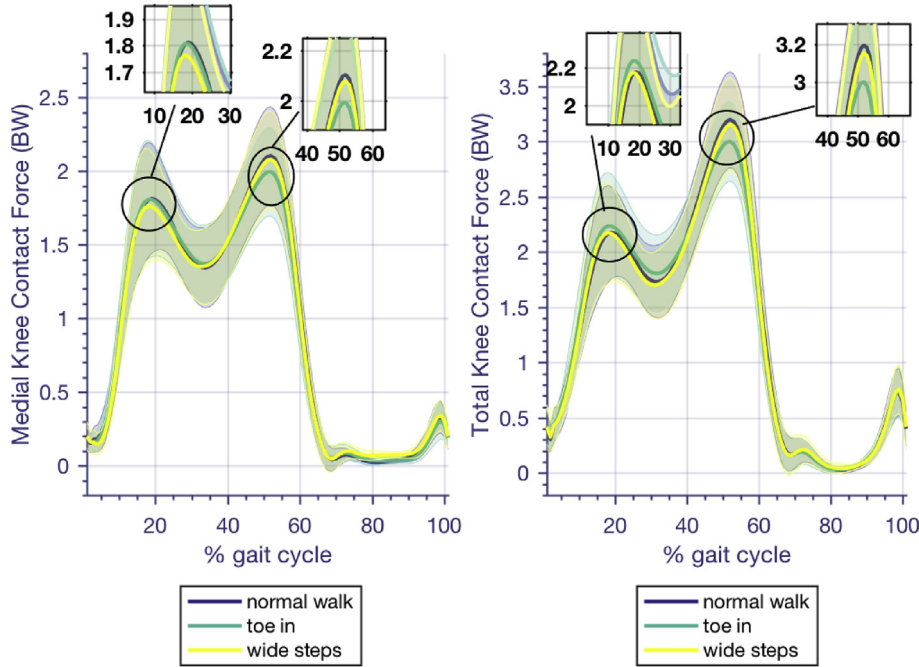 1.9
1.8
1.7
10 20 30
2.2
2
40 50 60
Medial Knee Contact Force (BW)
2.5
2
1.5
1
0.5
0
20 40 60 80 100
% gait cycle
normal walk
toe in
wide steps
2.2
2
10 20 30
3.2
3
40 50 60
Total Knee Contact Force (BW)
3.5
3
2.5
2
1.5
1
0.5
0
20 40 60 80 100
% gait cycle
normal walk
toe in
wide steps